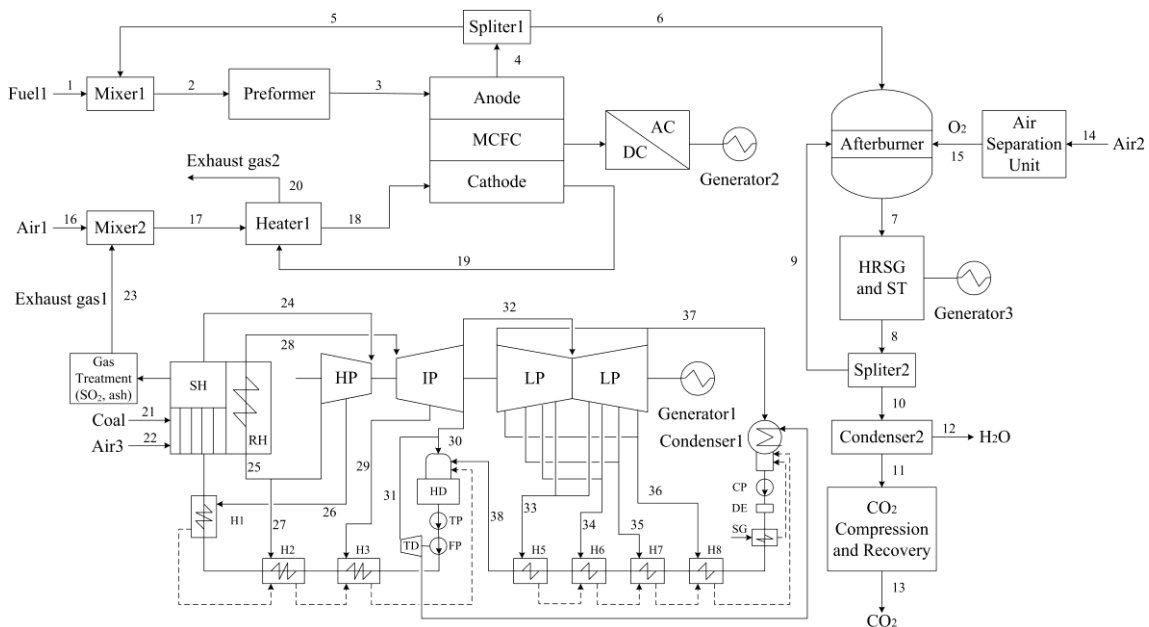 5
Spliter1
6
4
Fuel1
1
Mixer1
2
Preformer
3
Anode
MCFC
Cathode
AC
DC
Generator2
O2
15
Afterburner
Air
Separation
Unit
14
Air2
Exhaust gas2
20
Air1
16
Mixer2
17
Heater1
18
19
7
9
HRSG
and ST
Generator3
8
Spliter2
10
Exhaust gas1
23
24
28
32
37
Gas
Treatment
(SO2, ash)
SH
RH
HP
IP
LP
LP
Generator1
Condenser1
Coal
21
Air3
22
25
29
30
31
26
27
H1
HD
TP
FP
TD
38
33
34
35
36
CP
DE
SG
H2
H3
H5
H6
H7
H8
Condenser2
12
H2O
11
CO2
Compression
and Recovery
13
CO2